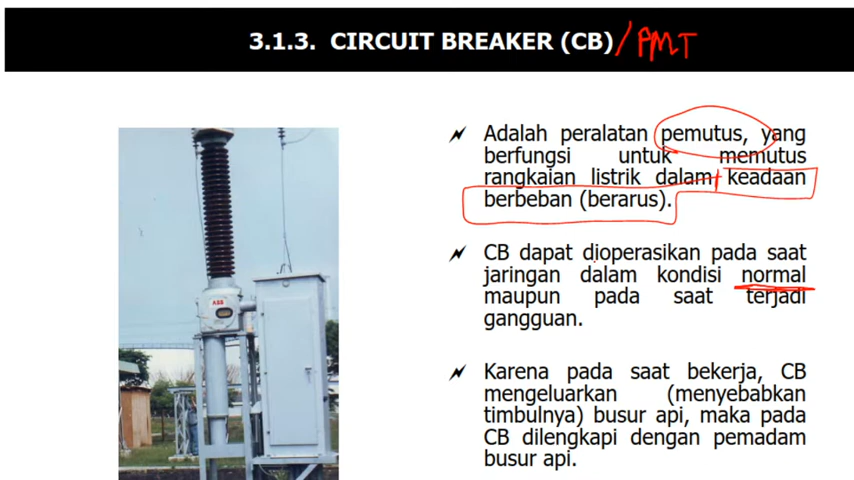 3.1.3. CIRCUIT BREAKER (CB) / PMT
Adalah peralatan pemutus, yang
berfungsi untuk memutus
rangkaian listrik dalam keadaan
berbeban (berarus).
CB dapat dioperasikan pada saat
jaringan dalam kondisi normal
maupun pada saat terjadi
gangguan.
Karena pada saat bekerja, CB
mengeluarkan (menyebabkan
timbulnya) busur api, maka pada
CB dilengkapi dengan pemadam
busur api.
ABB